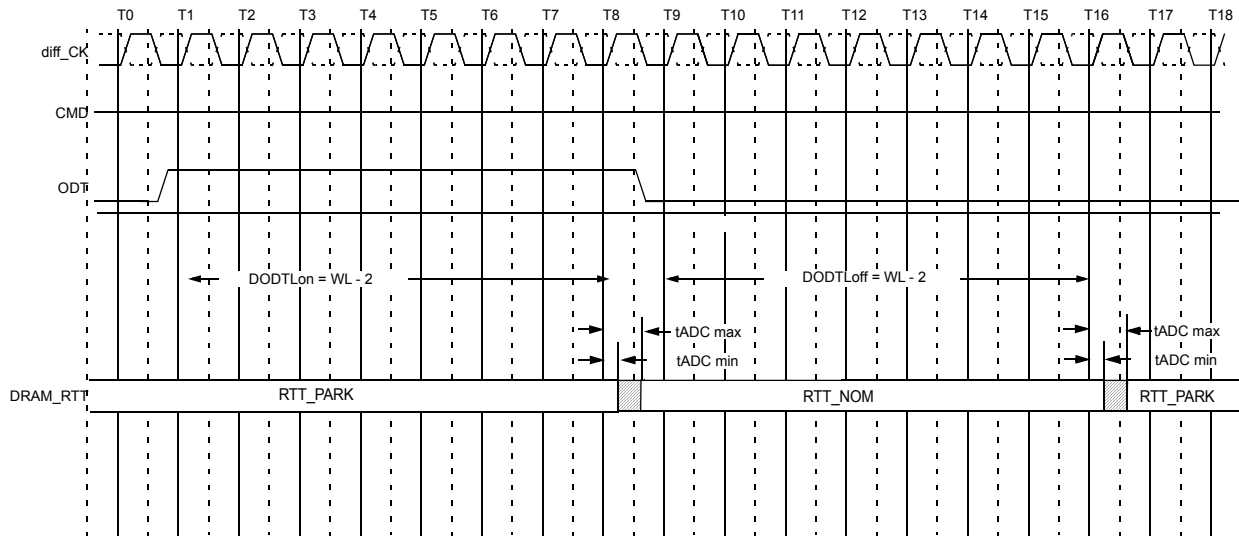 T0 T1 T2 T3 T4 T5 T6 T7 T8 T9 T10 T11 T12 T13 T14 T15 T16 T17 T18
diff_CK
CMD
ODT
DODTLon = WL - 2 DODTLoff = WL - 2
tADC max tADC max
tADC min tADC min
DRAM_RTT RTT_PARK RTT_NOM RTT_PARK